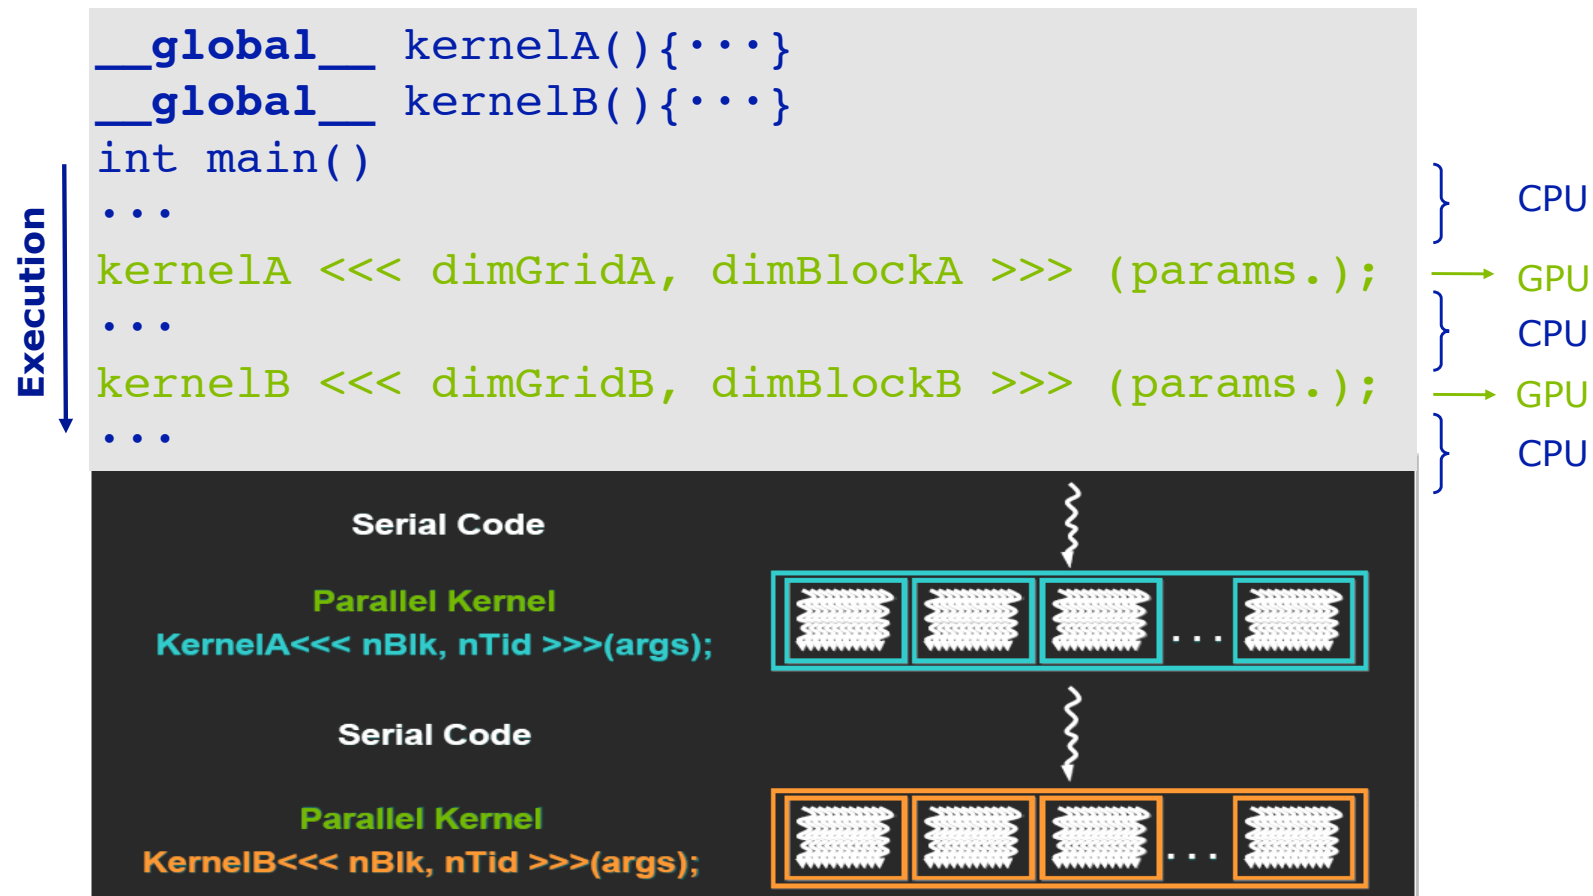 __global__ kernelA(){···}
__global__ kernelB(){···}
int main()
...
kernelA <<< dimGridA, dimBlockA >>> (params.);
...
kernelB <<< dimGridB, dimBlockB >>> (params.);
...
Execution
CPU
GPU
CPU
GPU
CPU
Serial Code
Parallel Kernel
KernelA<<< nBlk, nTid >>>(args);
...
Serial Code
Parallel Kernel
KernelB<<< nBlk, nTid >>>(args);
...